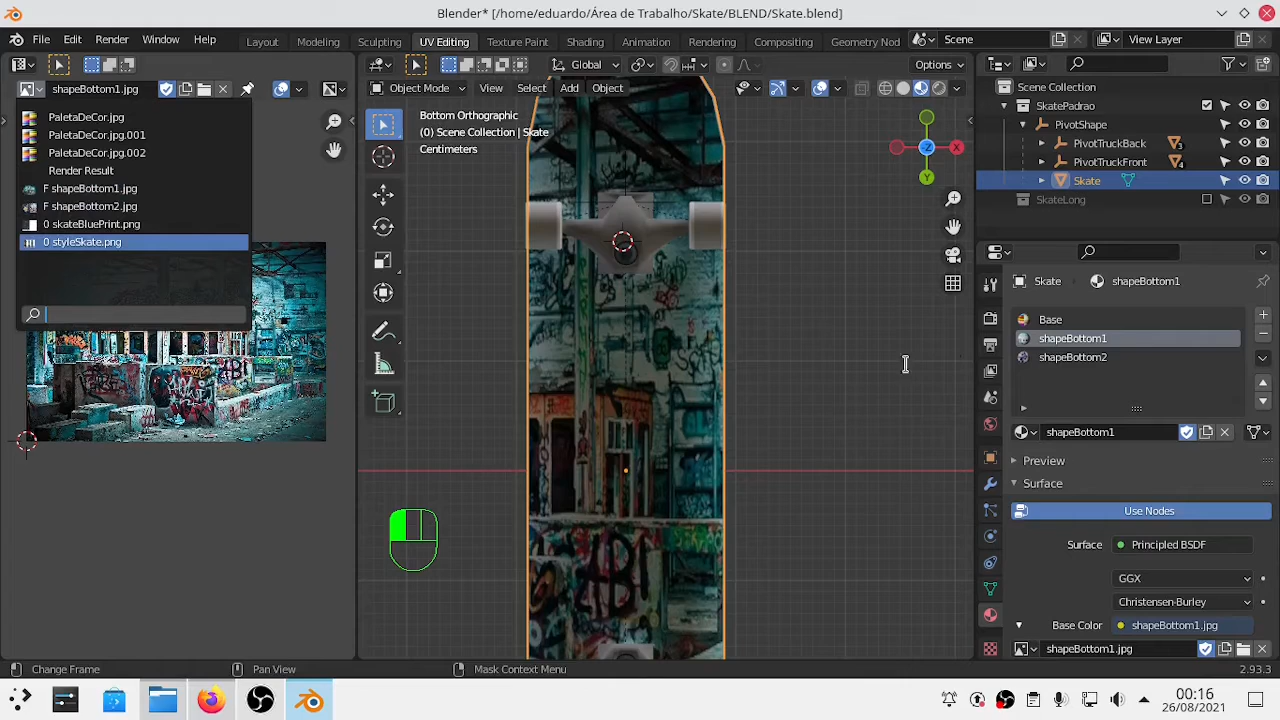 Blender* [/home/eduardo/Área de Trabalho/Skate/BLEND/Skate.blend]
File Edit Render Window Help
Layout Modeling Sculpting UV Editing Texture Paint Shading Animation Rendering Compositing Geometry Nod
Scene View Layer
Global Options
shapeBottom1.jpg
Object Mode View Select Add Object
PaletaDeCor.jpg
PaletaDeCor.jpg.001
PaletaDeCor.jpg.002
Render Result
F shapeBottom1.jpg
F shapeBottom2.jpg
0 skateBluePrint.png
0 styleSkate.png
Bottom Orthographic
(0) Scene Collection | Skate
Centimeters
Z X Y
Scene Collection
SkatePadrao
PivotShape
PivotTruckBack 3
PivotTruckFront 4
Skate
SkateLong
Skate shapeBottom1
Base
shapeBottom1
shapeBottom2
shapeBottom1
Preview
Surface
Use Nodes
Surface Principled BSDF
GGX
Christensen-Burley
Base Color shapeBottom1.jpg
shapeBottom1.jpg
Change Frame Pan View Mask Context Menu 2.93.3
00:16
26/08/2021